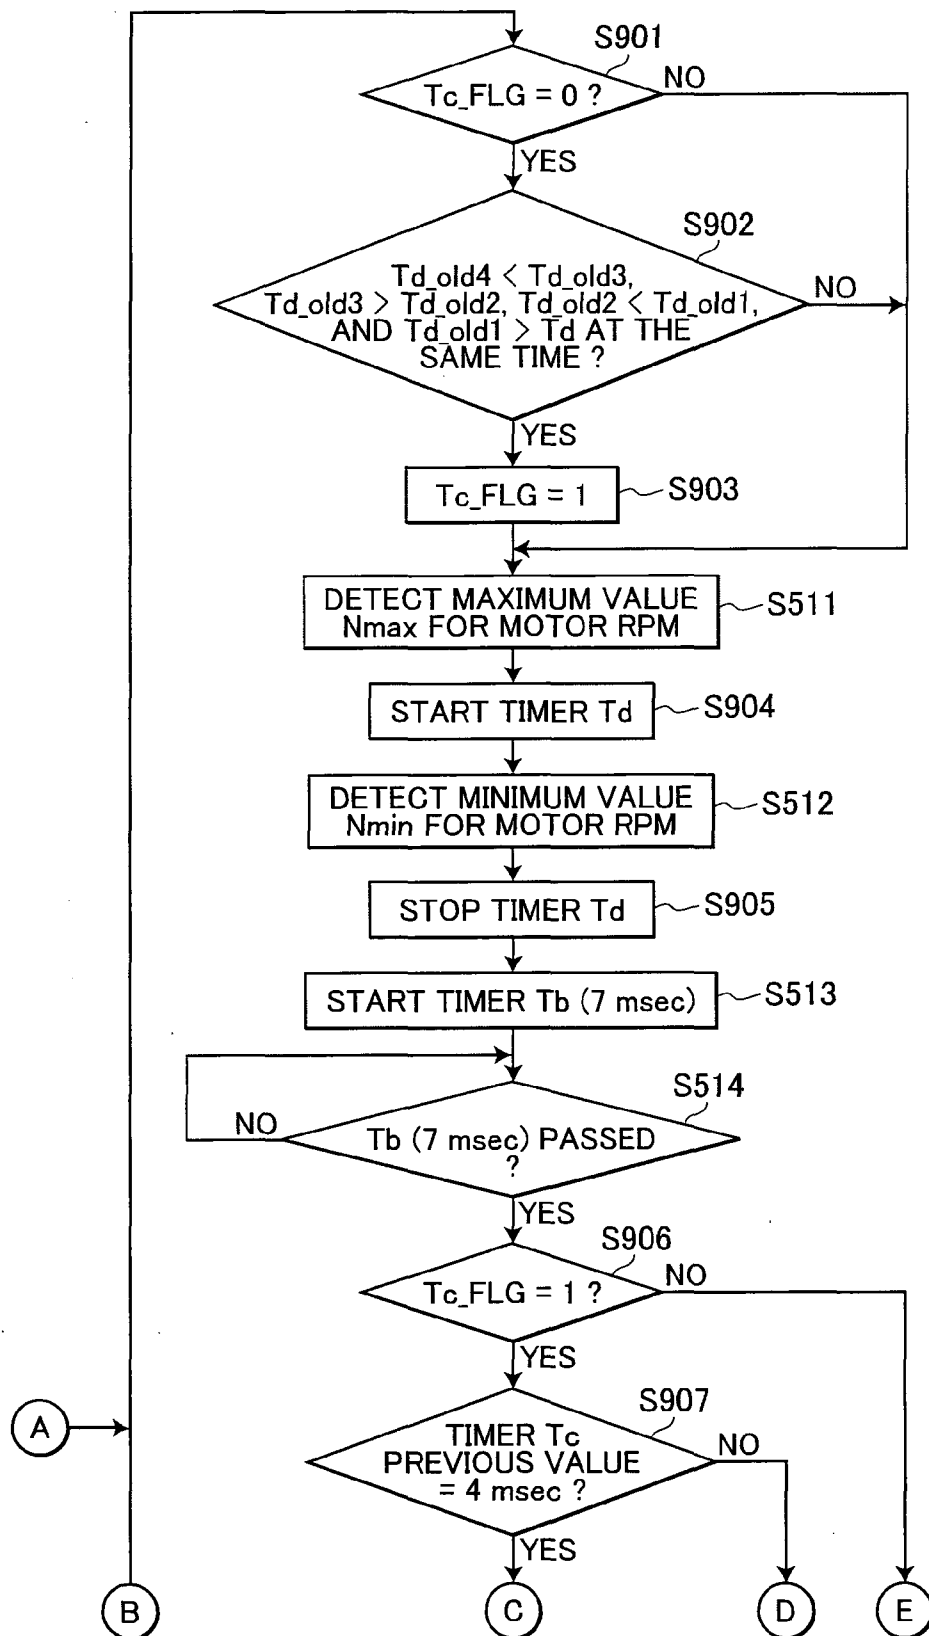 S901
Tc_FLG = 0 ?
NO
YES
S902
Td_old4 < Td_old3,
Td_old3 > Td_old2, Td_old2 < Td_old1,
AND Td_old1 > Td AT THE
SAME TIME ?
NO
YES
Tc_FLG = 1
S903
DETECT MAXIMUM VALUE
Nmax FOR MOTOR RPM
S511
START TIMER Td
S904
DETECT MINIMUM VALUE
Nmin FOR MOTOR RPM
S512
STOP TIMER Td
S905
START TIMER Tb (7 msec)
S513
S514
NO
Tb (7 msec) PASSED
?
YES
S906
Tc_FLG = 1 ?
NO
YES
S907
A
TIMER Tc
PREVIOUS VALUE
= 4 msec ?
NO
YES
B
C
D
E